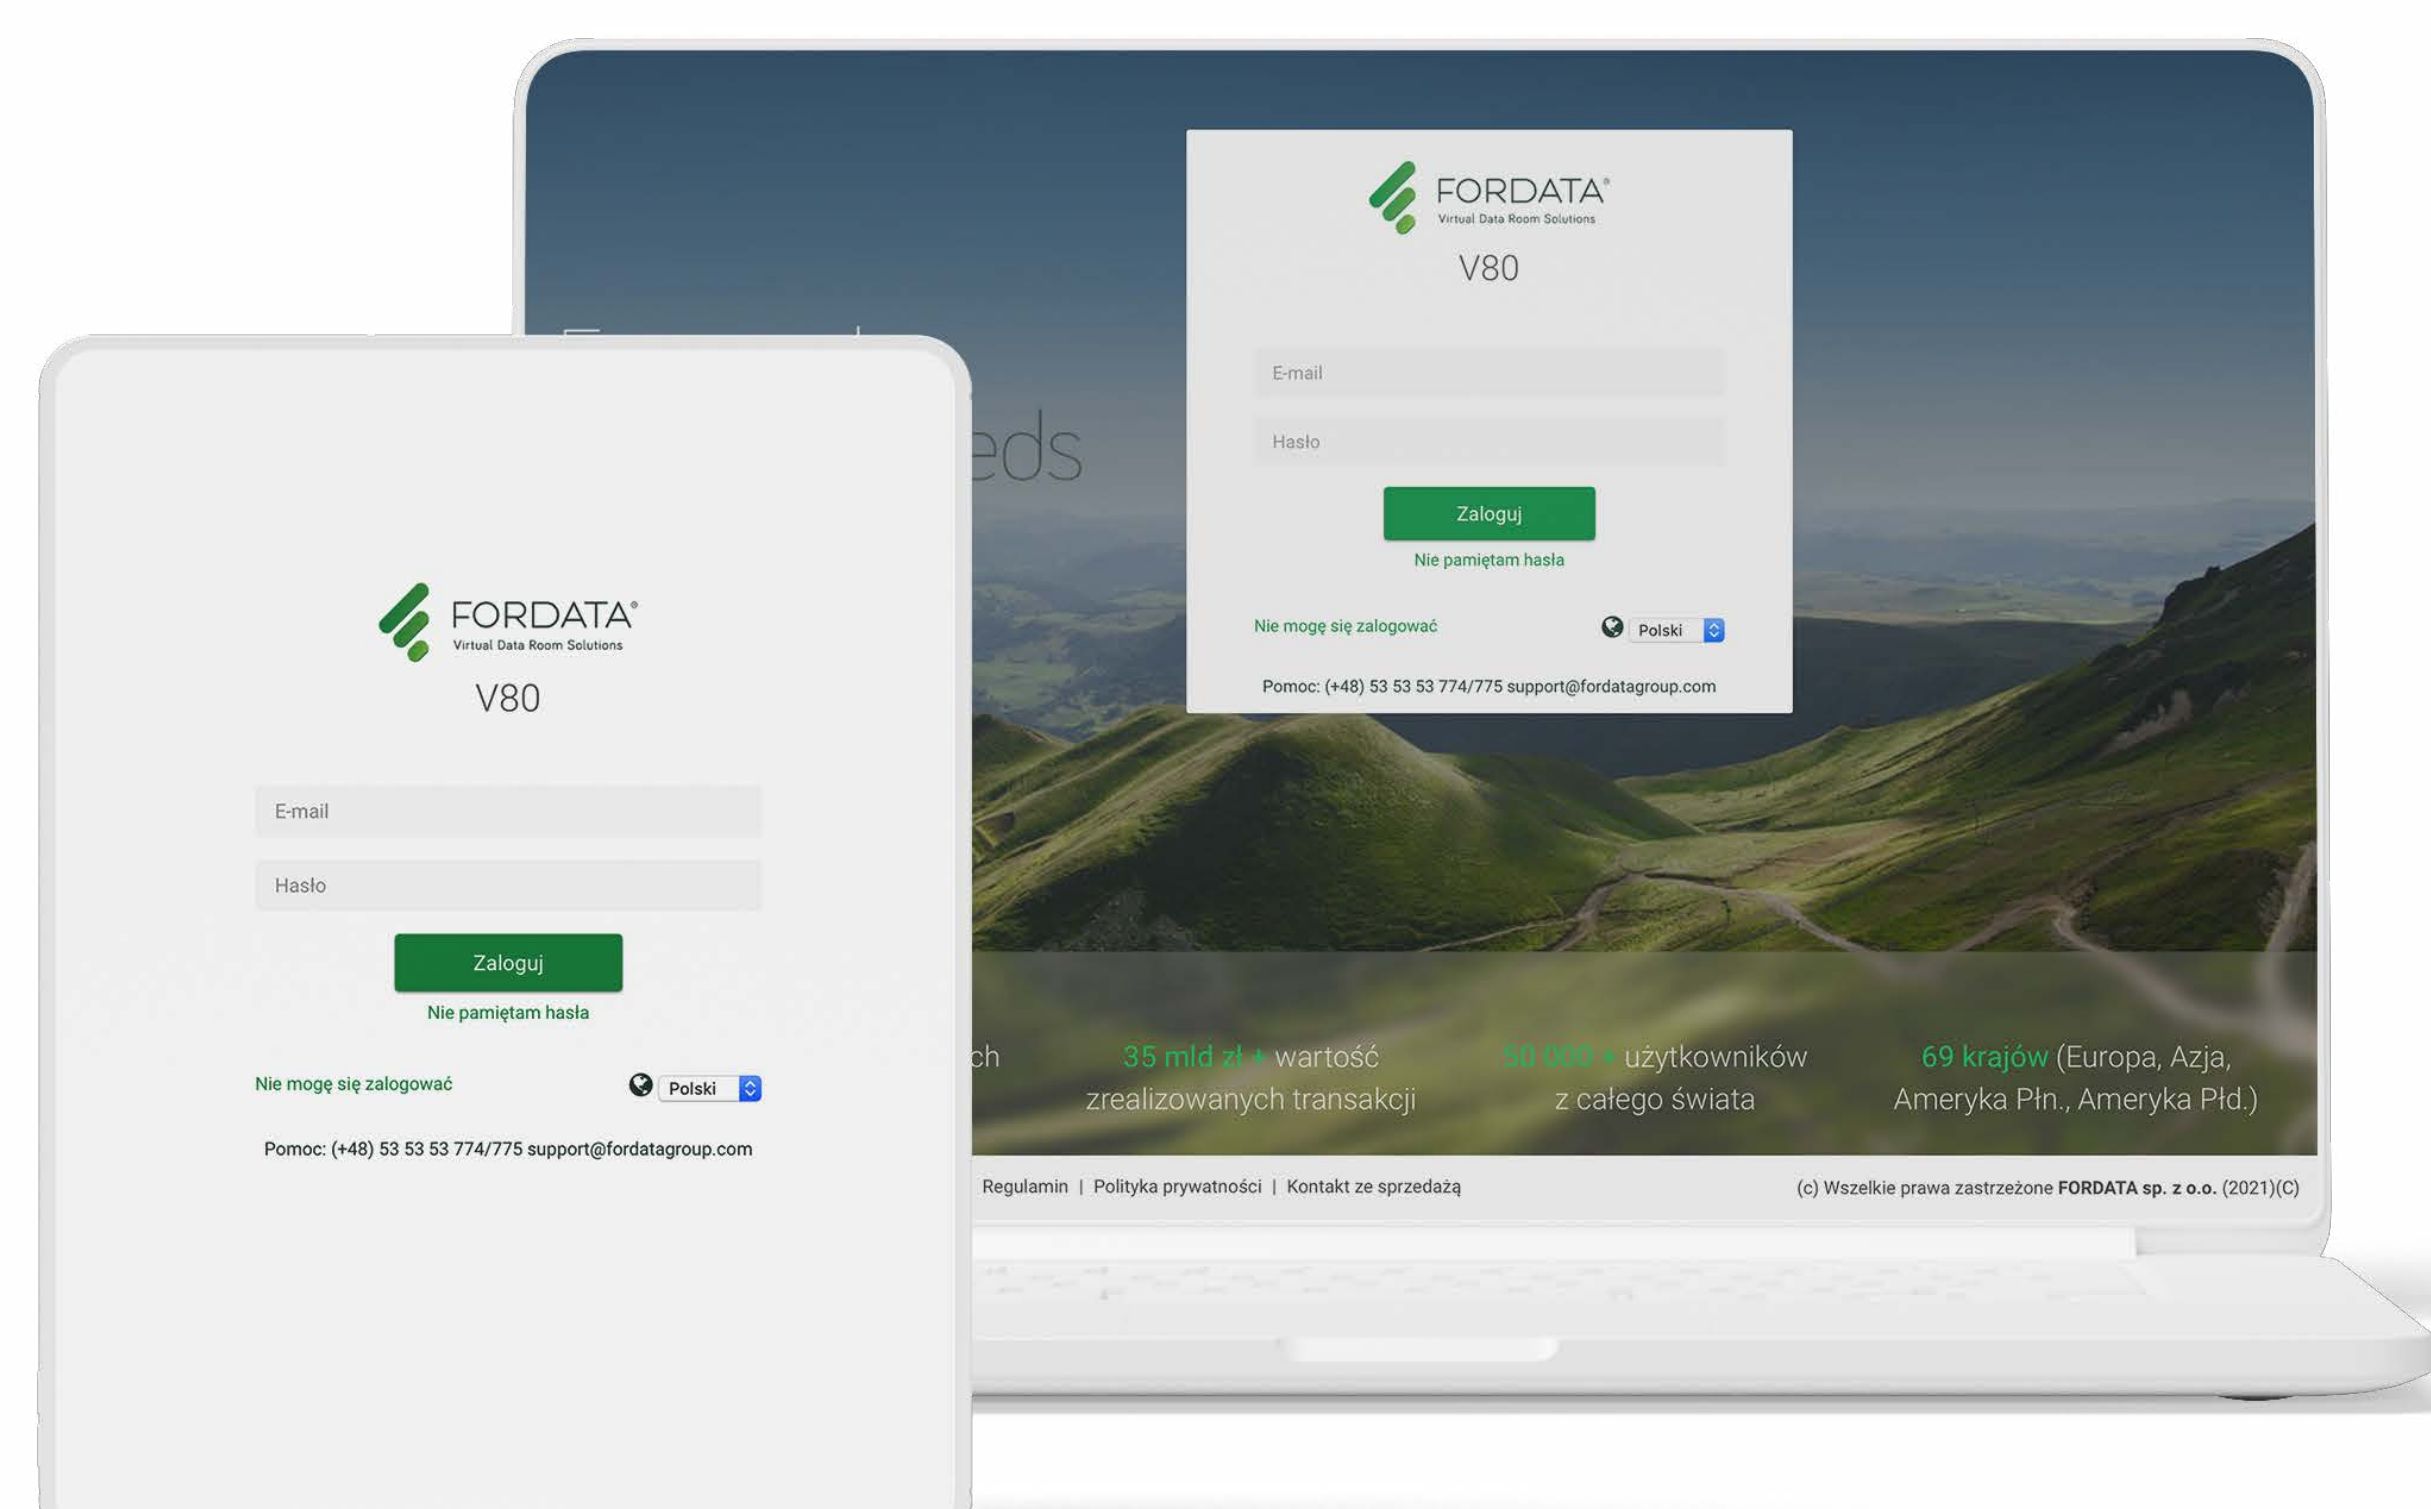 FORDATA®
Virtual Data Room Solutions
V80
E-mail
Hasło
Zaloguj
Nie pamiętam hasła
Nie mogę się zalogować
Polski
Pomoc: (+48) 53 53 53 774/775 support@fordatagroup.com
FORDATA®
Virtual Data Room Solutions
V80
E-mail
Hasło
Zaloguj
Nie pamiętam hasła
Nie mogę się zalogować
Polski
Pomoc: (+48) 53 53 53 774/775 support@fordatagroup.com
eds
ch
35 mld zł + wartość
zrealizowanych transakcji
50 000 + użytkowników
z całego świata
69 krajów (Europa, Azja,
Ameryka Płn., Ameryka Płd.)
Regulamin | Polityka prywatności | Kontakt ze sprzedażą
(c) Wszelkie prawa zastrzeżone FORDATA sp. z o.o. (2021)(C)